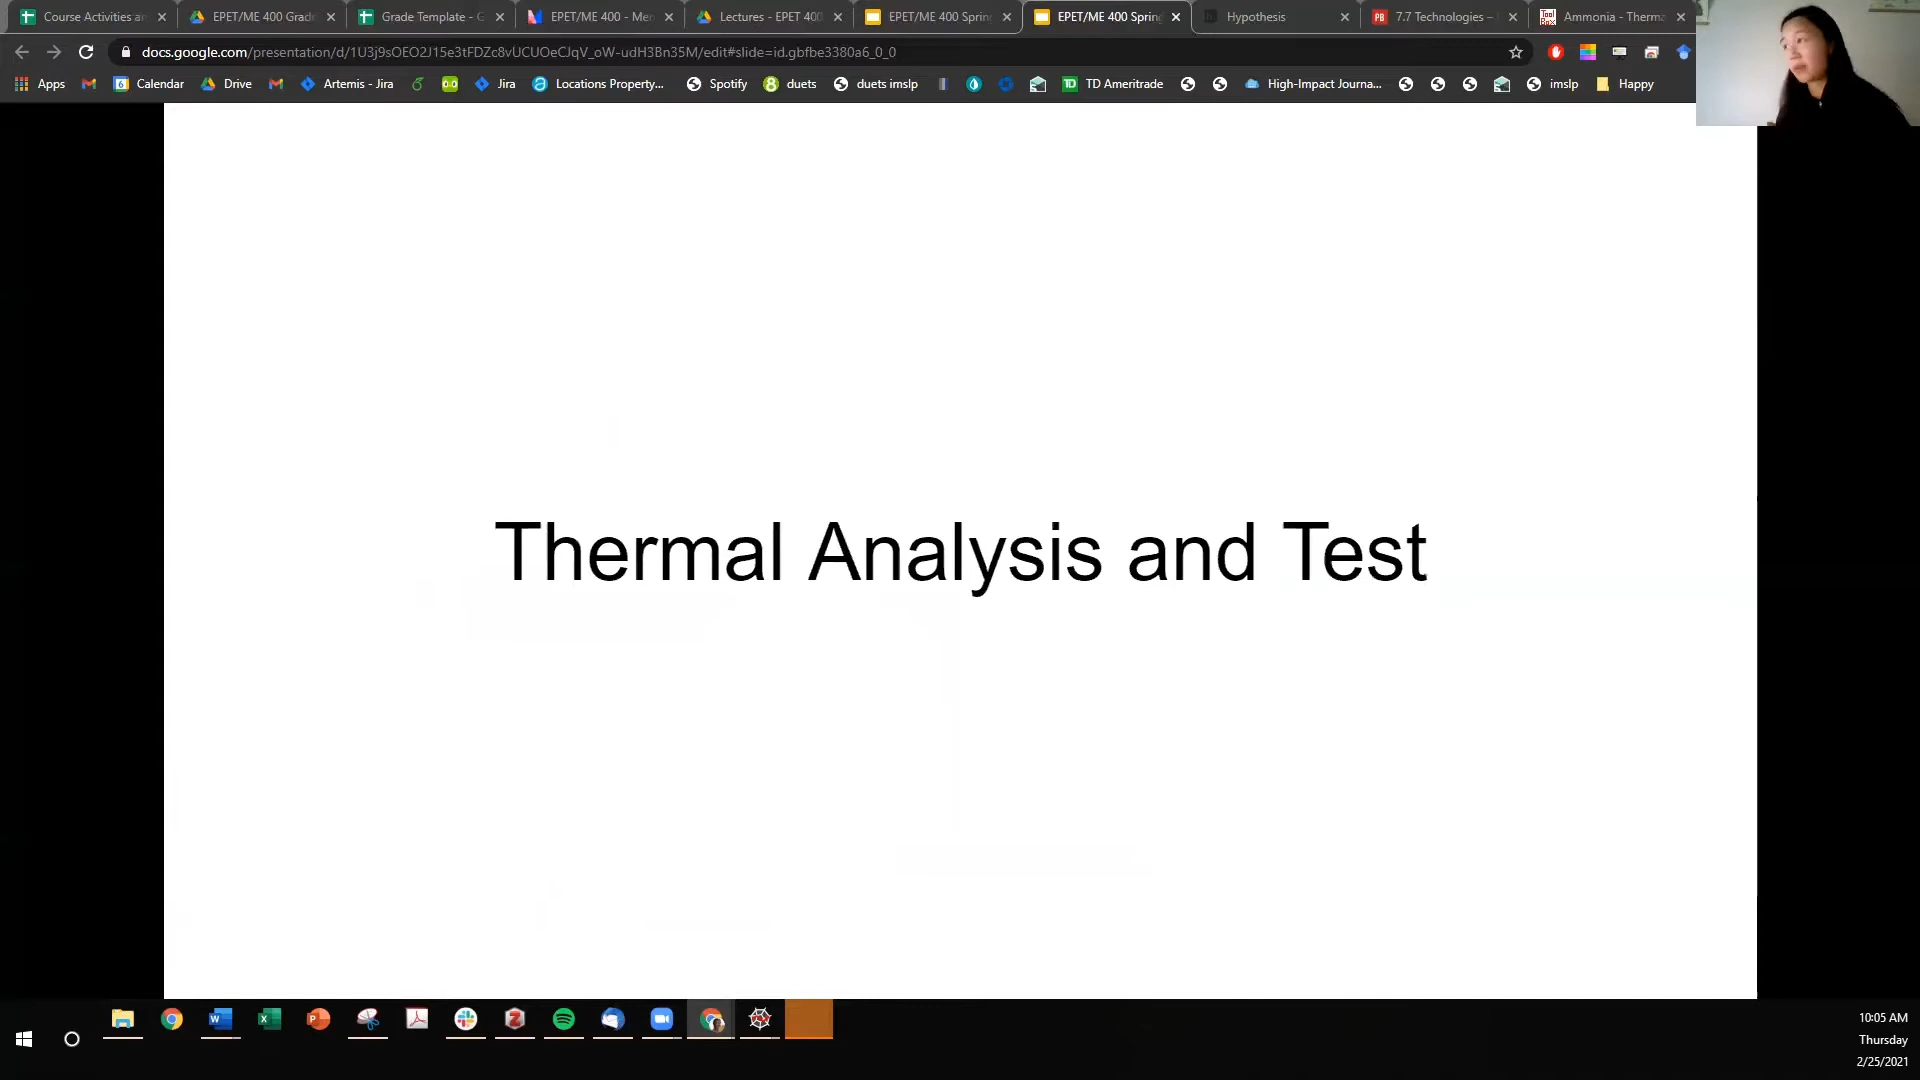 Course Activities an
EPET/ME 400 Gradi
Grade Template - G
EPET/ME 400 - Mer
Lectures - EPET 400
EPET/ME 400 Spring
EPET/ME 400 Spring
Hypothesis
7.7 Technologies –
Ammonia - Therma
docs.google.com/presentation/d/1U3j9sOEO2J15e3tFDZc8vUCUOeCJqV_oW-udH3Bn35M/edit#slide=id.gbfbe3380a6_0_0
Apps
Calendar
Drive
Artemis - Jira
Jira
Locations Property...
Spotify
duets
duets imslp
TD Ameritrade
High-Impact Journa...
imslp
Happy
Thermal Analysis and Test
10:05 AM
Thursday
2/25/2021